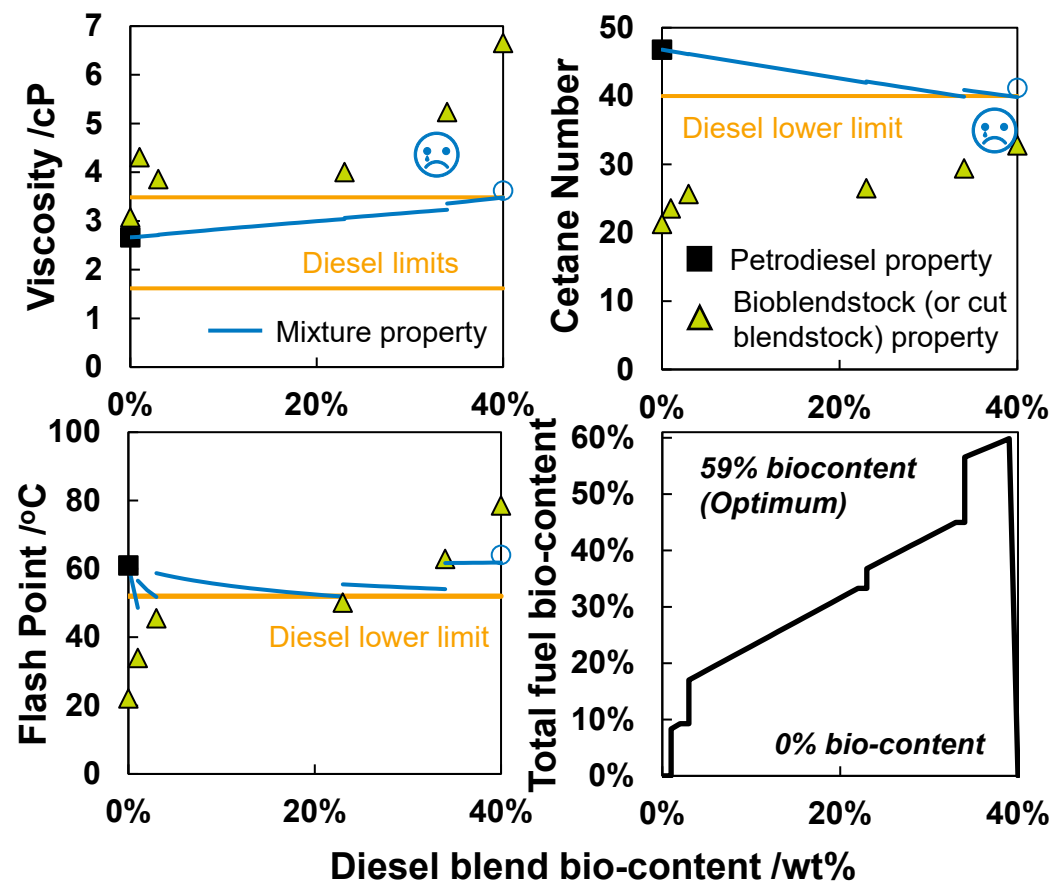 Viscosity /cP
7
6
5
4
3
2
1
0
Diesel limits
Mixture property
0%
20%
40%
Cetane Number
50
40
30
20
10
0
Diesel lower limit
Petrodiesel property
Bioblendstock (or cut
blendstock) property
0%
20%
40%
Flash Point /ºC
100
80
60
40
20
0
Diesel lower limit
0%
20%
40%
Total fuel bio-content
60%
50%
40%
30%
20%
10%
0%
59% biocontent
(Optimum)
0% bio-content
0%
20%
40%
Diesel blend bio-content /wt%